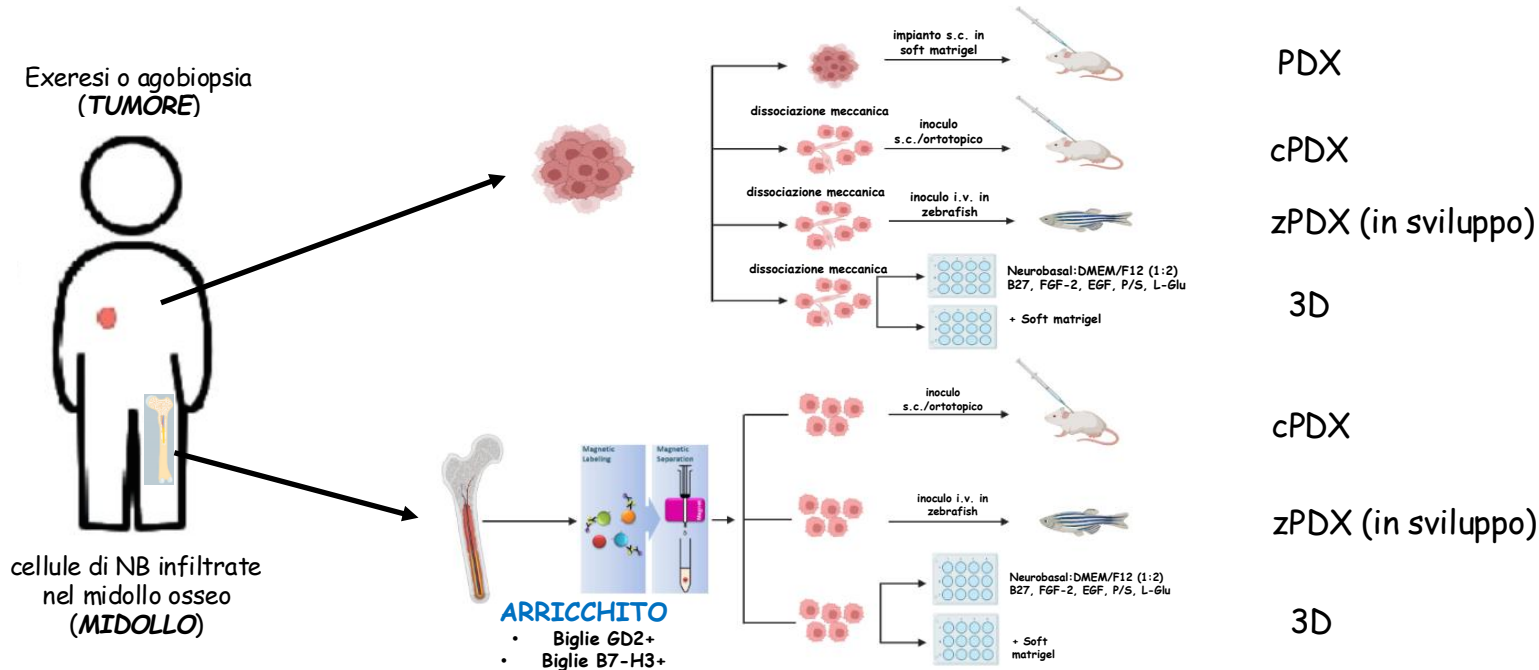 Exeresi o agobiopsia
(TUMORE)
impianto s.c. in
soft matrigel
PDX
dissociazione meccanica
inoculo
s.c./ortotopico
cPDX
dissociazione meccanica
inoculo i.v. in
zebrafish
zPDX (in sviluppo)
dissociazione meccanica
Neurobasal:DMEM/F12 (1:2)
B27, FGF-2, EGF, P/S, L-Glu
+ Soft matrigel
3D
cellule di NB infiltrate
nel midollo osseo
(MIDOLLO)
Magnetic
Labeling
Magnetic
Separation
Magnet
ARRICCHITO
• Biglie GD2+
• Biglie B7-H3+
inoculo
s.c./ortotopico
cPDX
inoculo i.v. in
zebrafish
zPDX (in sviluppo)
Neurobasal:DMEM/F12 (1:2)
B27, FGF-2, EGF, P/S, L-Glu
+ Soft
matrigel
3D